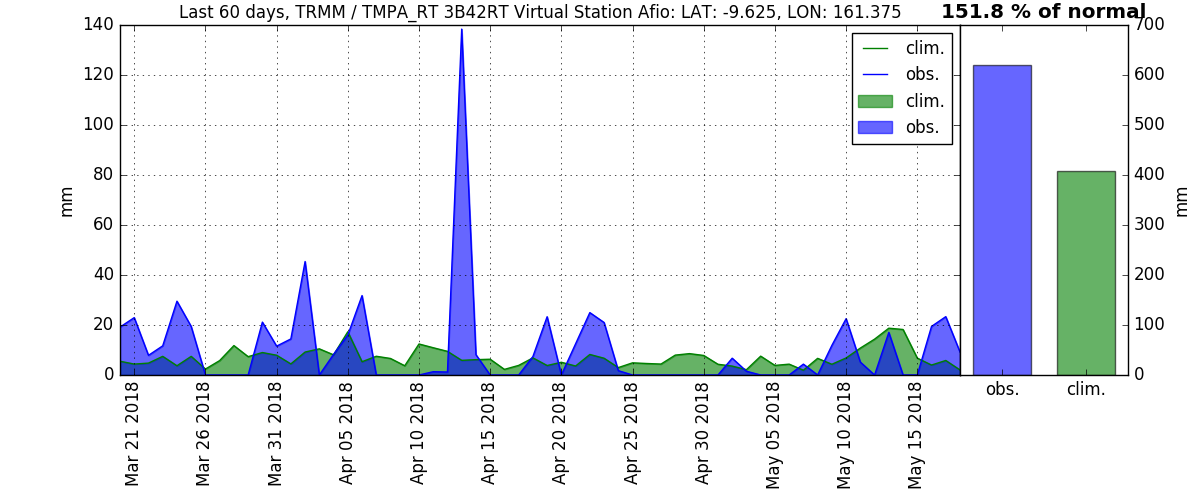 Last 60 days, TRMM / TMPA_RT 3B42RT Virtual Station Afio: LAT: -9.625, LON: 161.375
151.8 % of normal
140
120
100
80
60
40
20
0
mm
clim.
obs.
clim.
obs.
Mar 21 2018
Mar 26 2018
Mar 31 2018
Apr 05 2018
Apr 10 2018
Apr 15 2018
Apr 20 2018
Apr 25 2018
Apr 30 2018
May 05 2018
May 10 2018
May 15 2018
700
600
500
400
300
200
100
0
mm
obs.
clim.